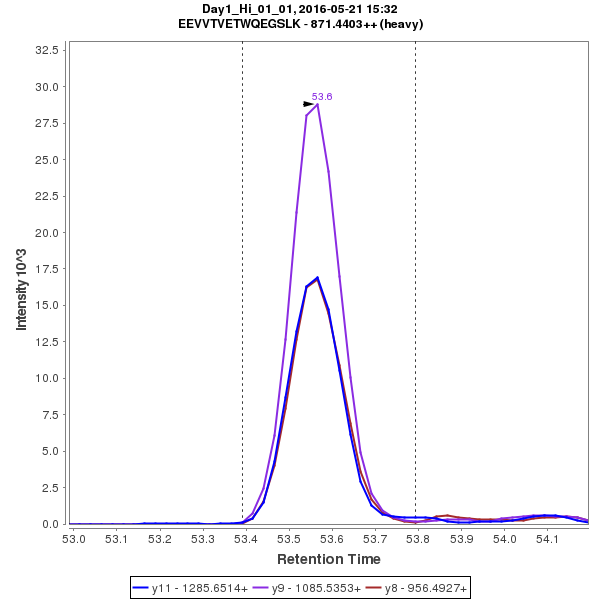 Day1_Hi_01_01, 2016-05-21 15:32
EEVVTVETWQEGSLK - 871.4403++ (heavy)
53.6
32.5
30.0
27.5
25.0
22.5
20.0
17.5
15.0
12.5
10.0
7.5
5.0
2.5
0.0
Intensity 10^3
53.0 53.1 53.2 53.3 53.4 53.5 53.6 53.7 53.8 53.9 54.0 54.1
Retention Time
y11 - 1285.6514+ y9 - 1085.5353+ y8 - 956.4927+